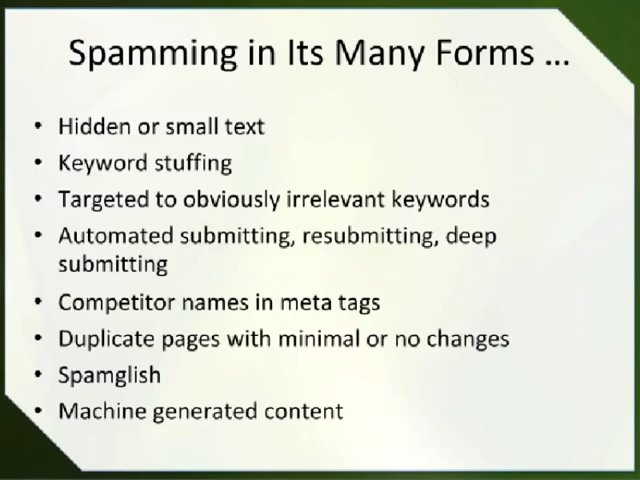 Spamming in Its Many Forms ...
• Hidden or small text
• Keyword stuffing
• Targeted to obviously irrelevant keywords
• Automated submitting, resubmitting, deep
submitting
• Competitor names in meta tags
• Duplicate pages with minimal or no changes
• Spamglish
• Machine generated content